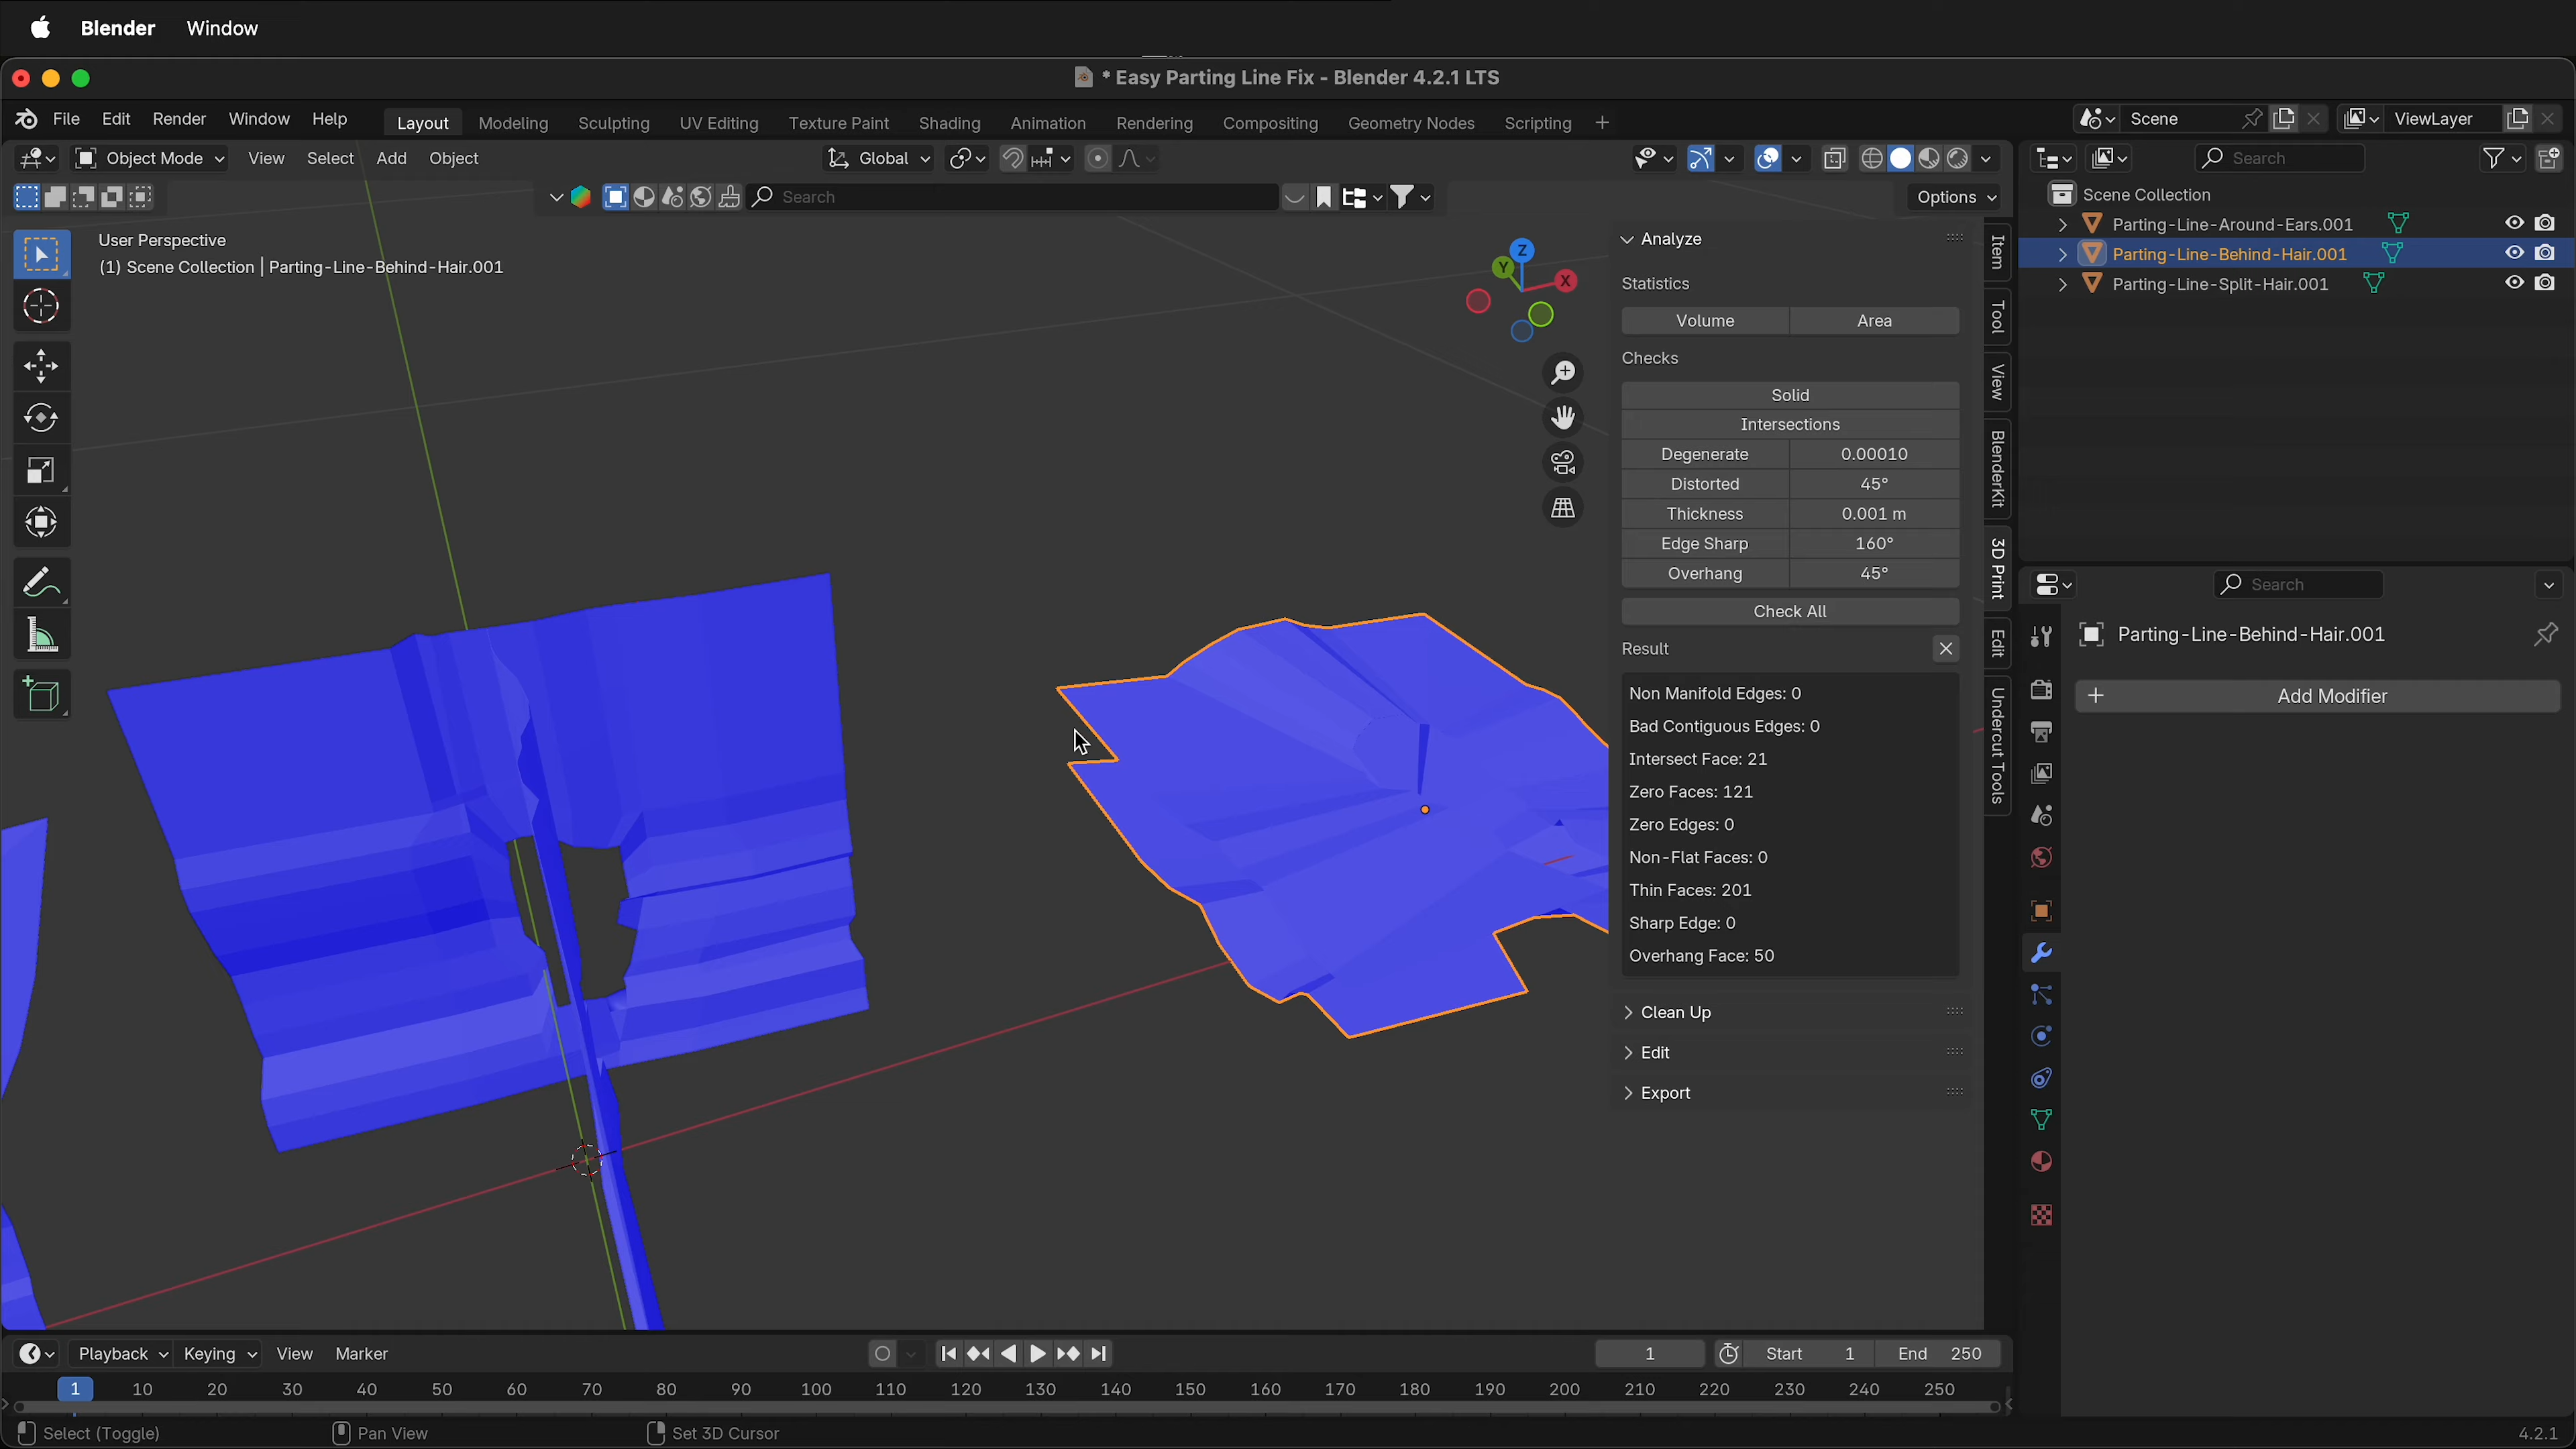 Blender Window
* Easy Parting Line Fix - Blender 4.2.1 LTS
File Edit Render Window Help Layout Modeling Sculpting UV Editing Texture Paint Shading Animation Rendering Compositing Geometry Nodes Scripting + Scene ViewLayer
Object Mode View Select Add Object Global Search
Search Options Scene Collection
Parting-Line-Around-Ears.001
Parting-Line-Behind-Hair.001
Parting-Line-Split-Hair.001
User Perspective
(1) Scene Collection | Parting-Line-Behind-Hair.001
Z
Y
X
Analyze
Statistics
Volume Area
Checks
Solid
Intersections
Degenerate 0.00010
Distorted 45°
Thickness 0.001 m
Edge Sharp 160°
Overhang 45°
Check All
Result
Non Manifold Edges: 0
Bad Contiguous Edges: 0
Intersect Face: 21
Zero Faces: 121
Zero Edges: 0
Non-Flat Faces: 0
Thin Faces: 201
Sharp Edge: 0
Overhang Face: 50
Clean Up
Edit
Export
Item
Tool
View
BlenderKit
3D Print
Edit
Undercut Tools
Search
Parting-Line-Behind-Hair.001
+ Add Modifier
Playback Keying View Marker 1 Start 1 End 250
1 10 20 30 40 50 60 70 80 90 100 110 120 130 140 150 160 170 180 190 200 210 220 230 240 250
Select (Toggle) Pan View Set 3D Cursor 4.2.1